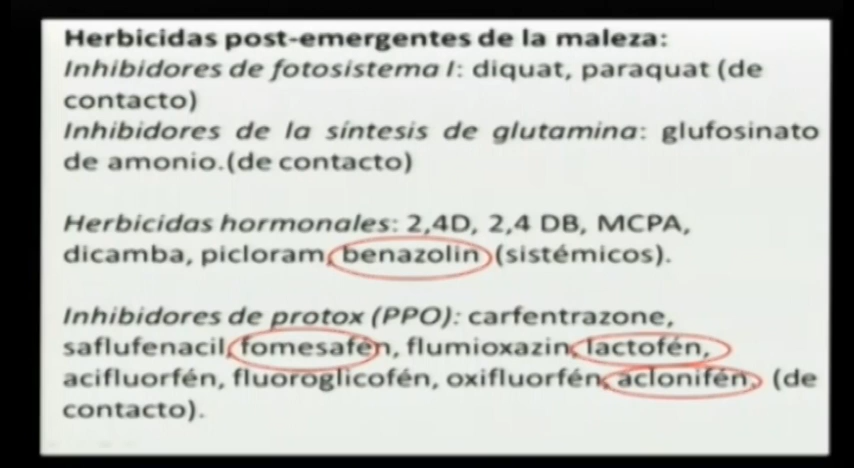 Herbicidas post-emergentes de la maleza:
Inhibidores de fotosistema I: diquat, paraquat (de
contacto)
Inhibidores de la síntesis de glutamina: glufosinato
de amonio.(de contacto)
Herbicidas hormonales: 2,4D, 2,4 DB, MCPA,
dicamba, picloram, benazolin (sistémicos).
Inhibidores de protox (PPO): carfentrazone,
saflufenacil, fomesafén, flumioxazin, lactofén,
acifluorfén, fluoroglicofén, oxifluorfén, aclonifén, (de
contacto).